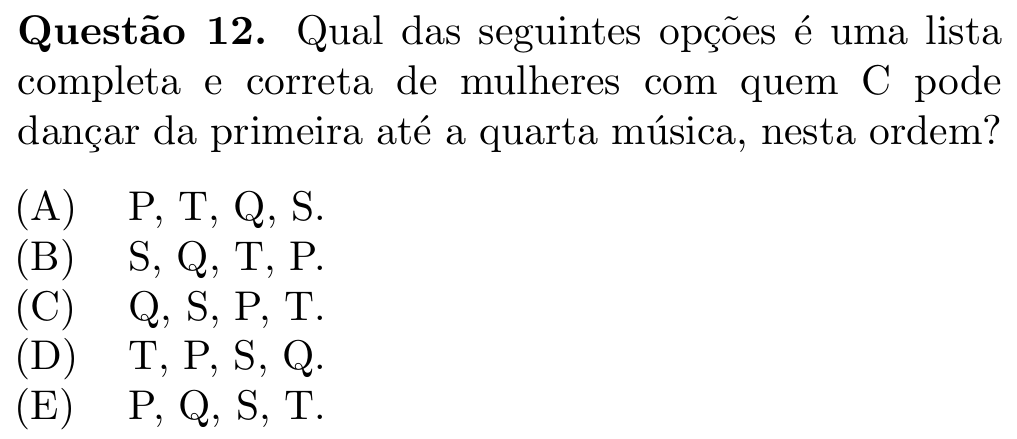 Questão 12. Qual das seguintes opções é uma lista
completa e correta de mulheres com quem C pode
dançar da primeira até a quarta música, nesta ordem?
(A) P, T, Q, S.
(B) S, Q, T, P.
(C) Q, S, P, T.
(D) T, P, S, Q.
(E) P, Q, S, T.